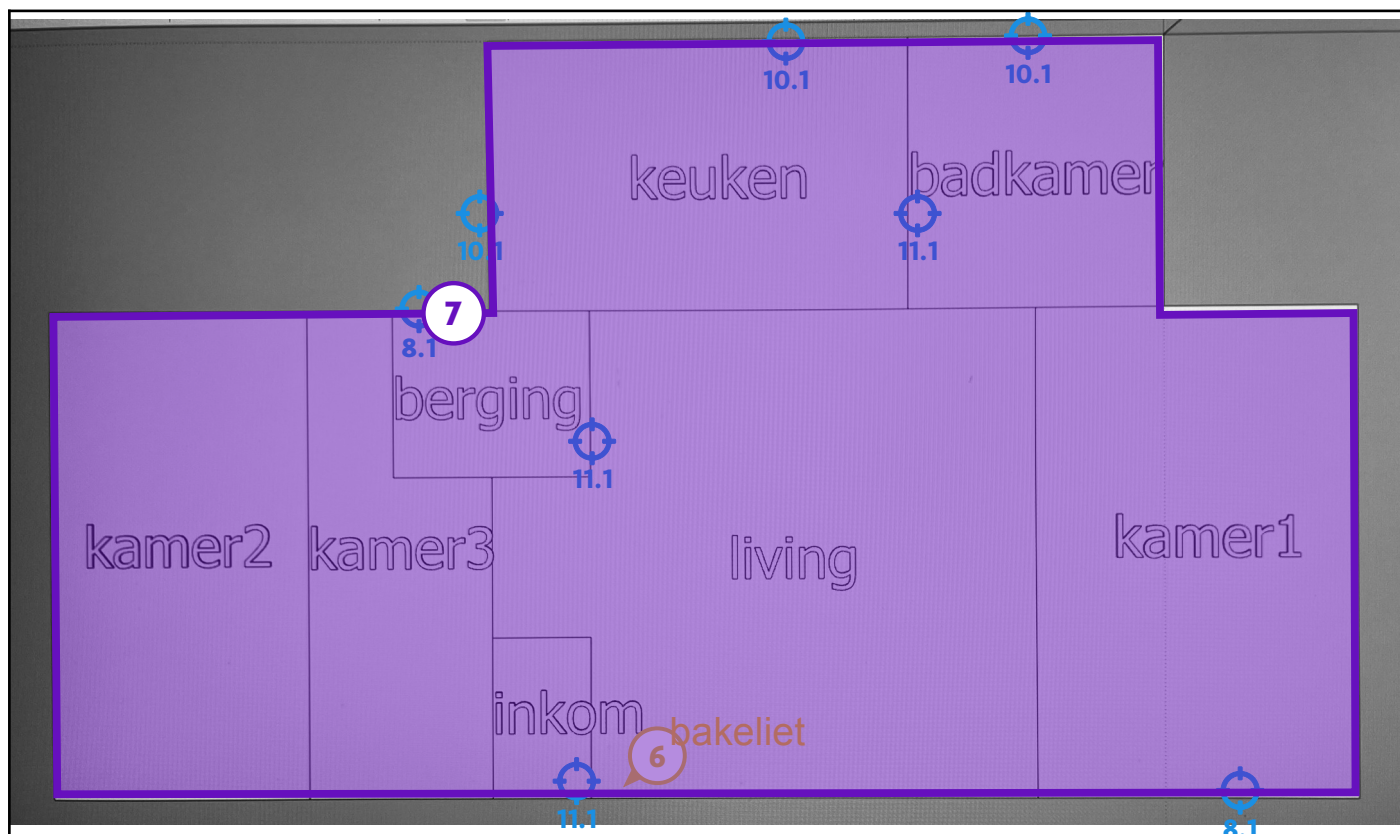 10.1
10.1
keuken
badkamer
10.1
11.1
7
8.1
berging
11.1
kamer2
kamer3
living
kamer1
inkom
bakeliet
6
11.1
8.1